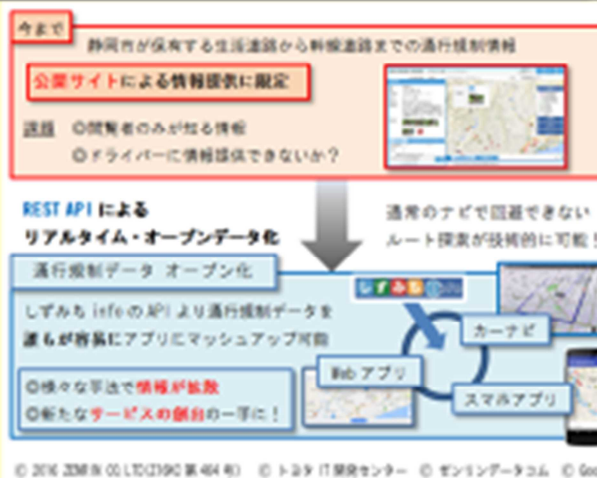 今まで
静岡市が保有する生活道路から幹線道路までの通行規制情報
公開サイトによる情報提供に限定
課題 ◎閲覧者のみが知る情報
◎ドライバーに情報提供できないか？
REST APIによる
リアルタイム・オープンデータ化
通常のナビで回避できない
ルート探索が技術的に可能！
通行規制データ オープン化
しずみち info のAPIより通行規制データを
誰もが容易にアプリにマッシュアップ可能
しずみち
カーナビ
Webアプリ
スマホアプリ
◎様々な手法で情報が拡散
◎新たなサービスの創出の一手に！
© 2016 ZENRIN CO.,LTD(Z16KD 第464号) © トヨタIT開発センター © ゼンリンデータコム © Goo